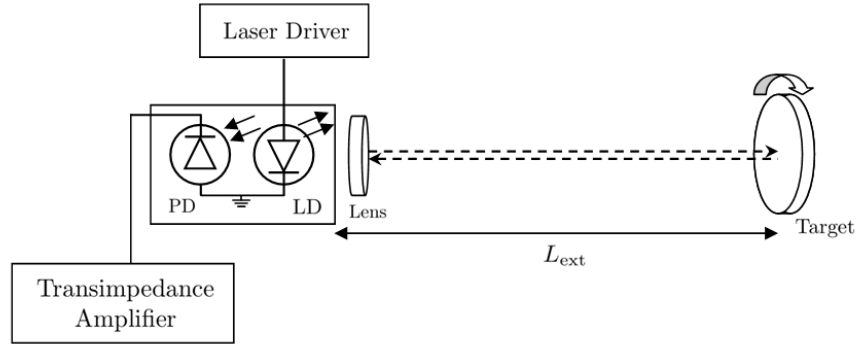 Laser Driver
PD
LD
Lens
Target
L_ext
Transimpedance
Amplifier